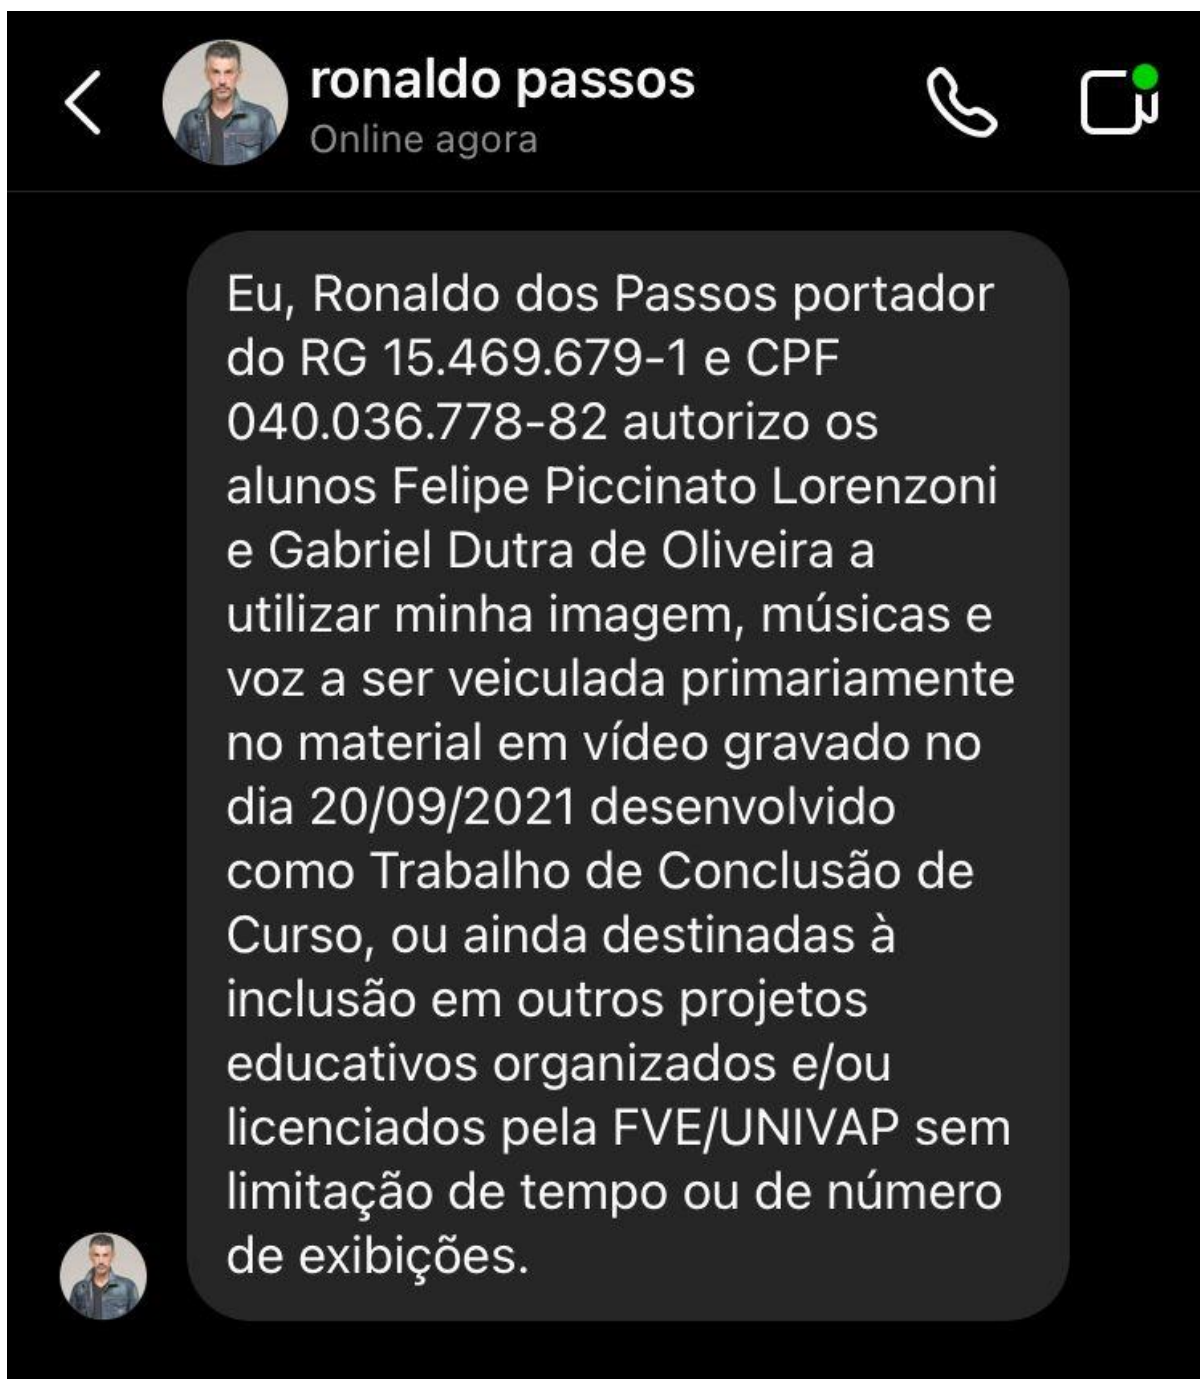 ronaldo passos
Online agora
Eu, Ronaldo dos Passos portador
do RG 15.469.679-1 e CPF
040.036.778-82 autorizo os
alunos Felipe Piccinato Lorenzoni
e Gabriel Dutra de Oliveira a
utilizar minha imagem, músicas e
voz a ser veiculada primariamente
no material em vídeo gravado no
dia 20/09/2021 desenvolvido
como Trabalho de Conclusão de
Curso, ou ainda destinadas à
inclusão em outros projetos
educativos organizados e/ou
licenciados pela FVE/UNIVAP sem
limitação de tempo ou de número
de exibições.